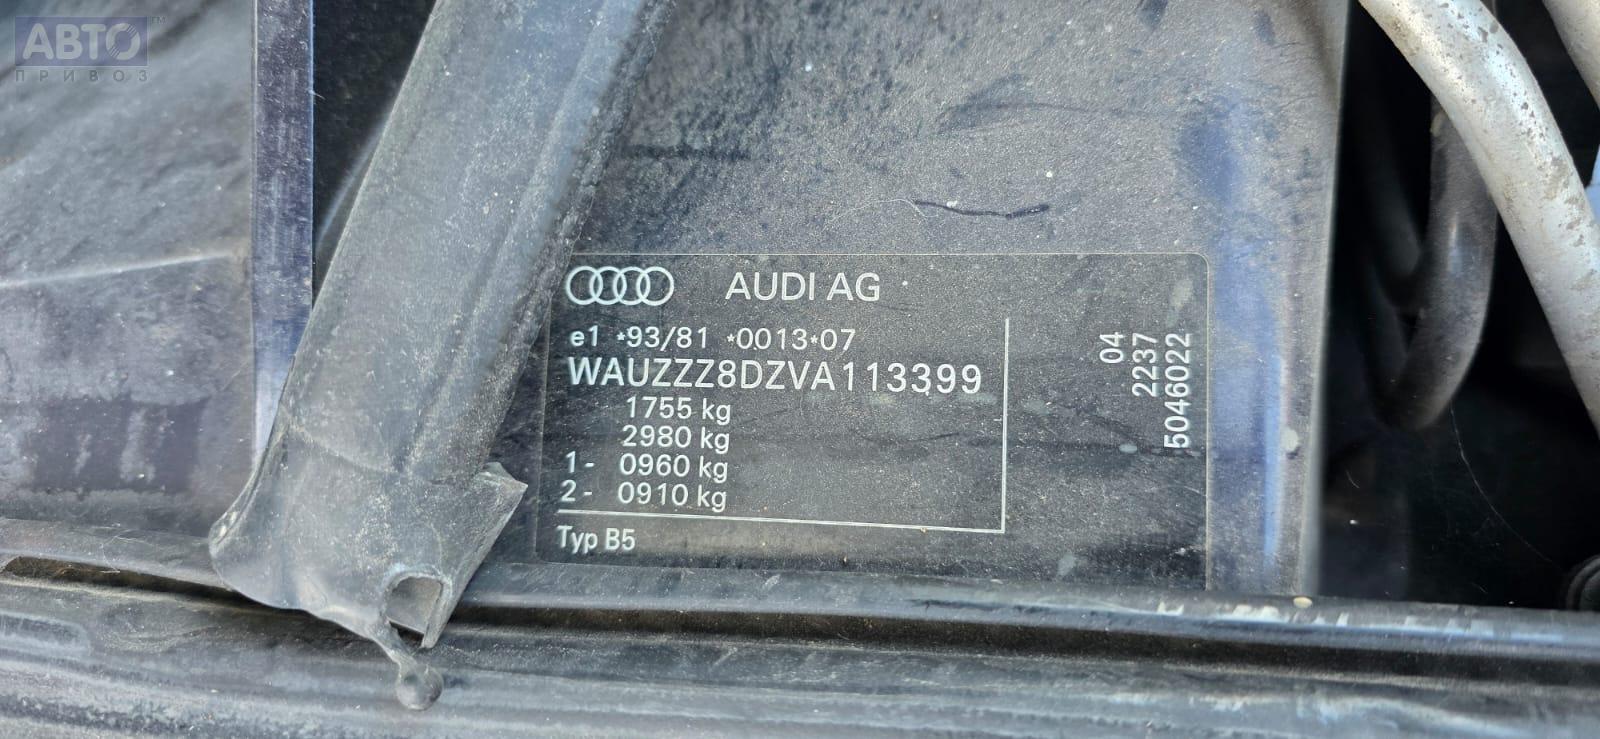 АВТО™
ПРИВОЗ
AUDI AG
e1 *93/81 *0013*07
WAUZZZ8DZVA113399
1755 kg
2980 kg
1- 0960 kg
2- 0910 kg
Typ B5
04
2237
5046022